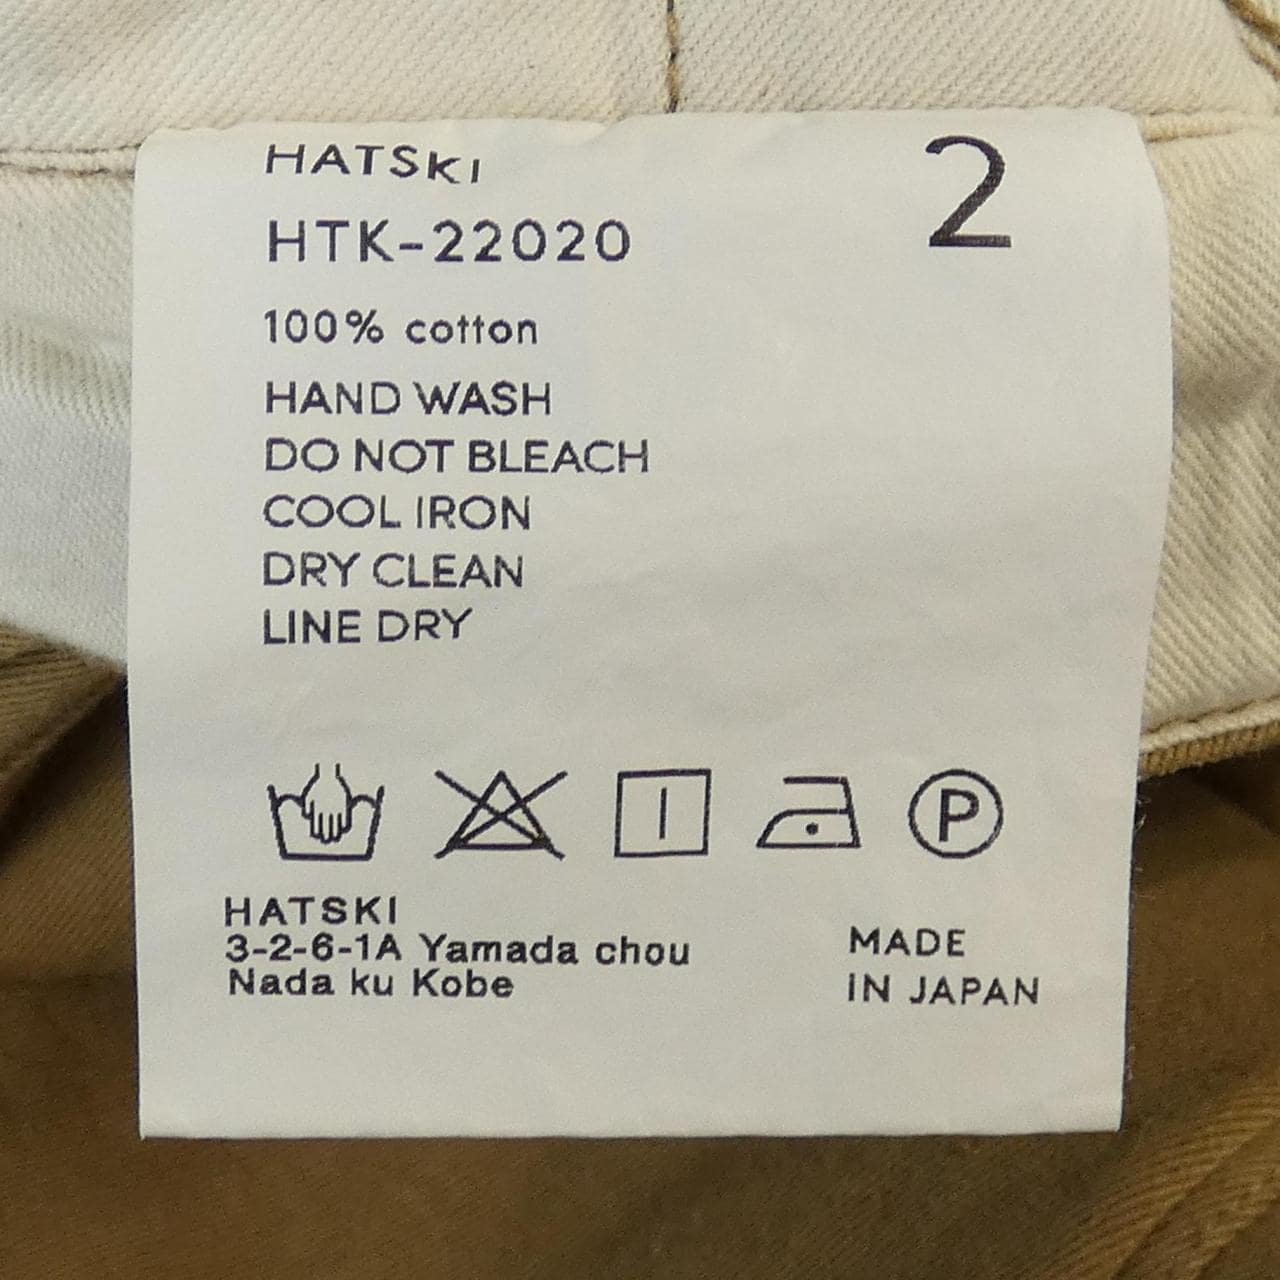 HATSKI
2
HTK-22020
100% cotton
HAND WASH
DO NOT BLEACH
COOL IRON
DRY CLEAN
LINE DRY
P
HATSKI
3-2-6-1A Yamada chou
Nada ku Kobe
MADE
IN JAPAN